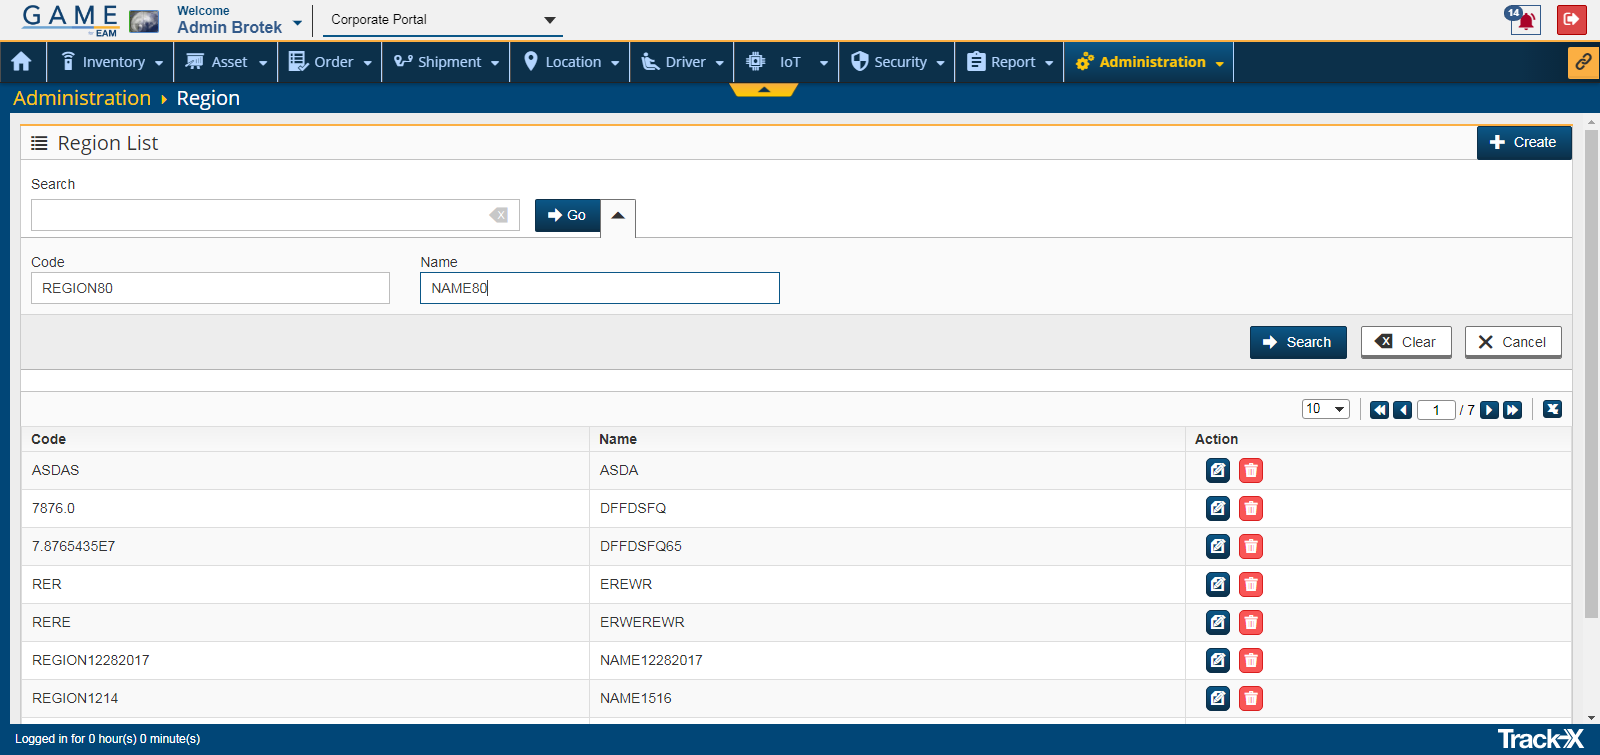 GAME
by EAM
Welcome
Admin Brotek
Corporate Portal
14
Inventory
Asset
Order
Shipment
Location
Driver
IoT
Security
Report
Administration
Administration Region
Region List
Create
Search
Go
Code
Name
REGION80
NAME80
Search
Clear
Cancel
10
1 / 7
Code Name Action
ASDAS ASDA
7876.0 DFFDSFQ
7.8765435E7 DFFDSFQ65
RER EREWR
RERE ERWEREWR
REGION12282017 NAME12282017
REGION1214 NAME1516
Logged in for 0 hour(s) 0 minute(s)
Track-X